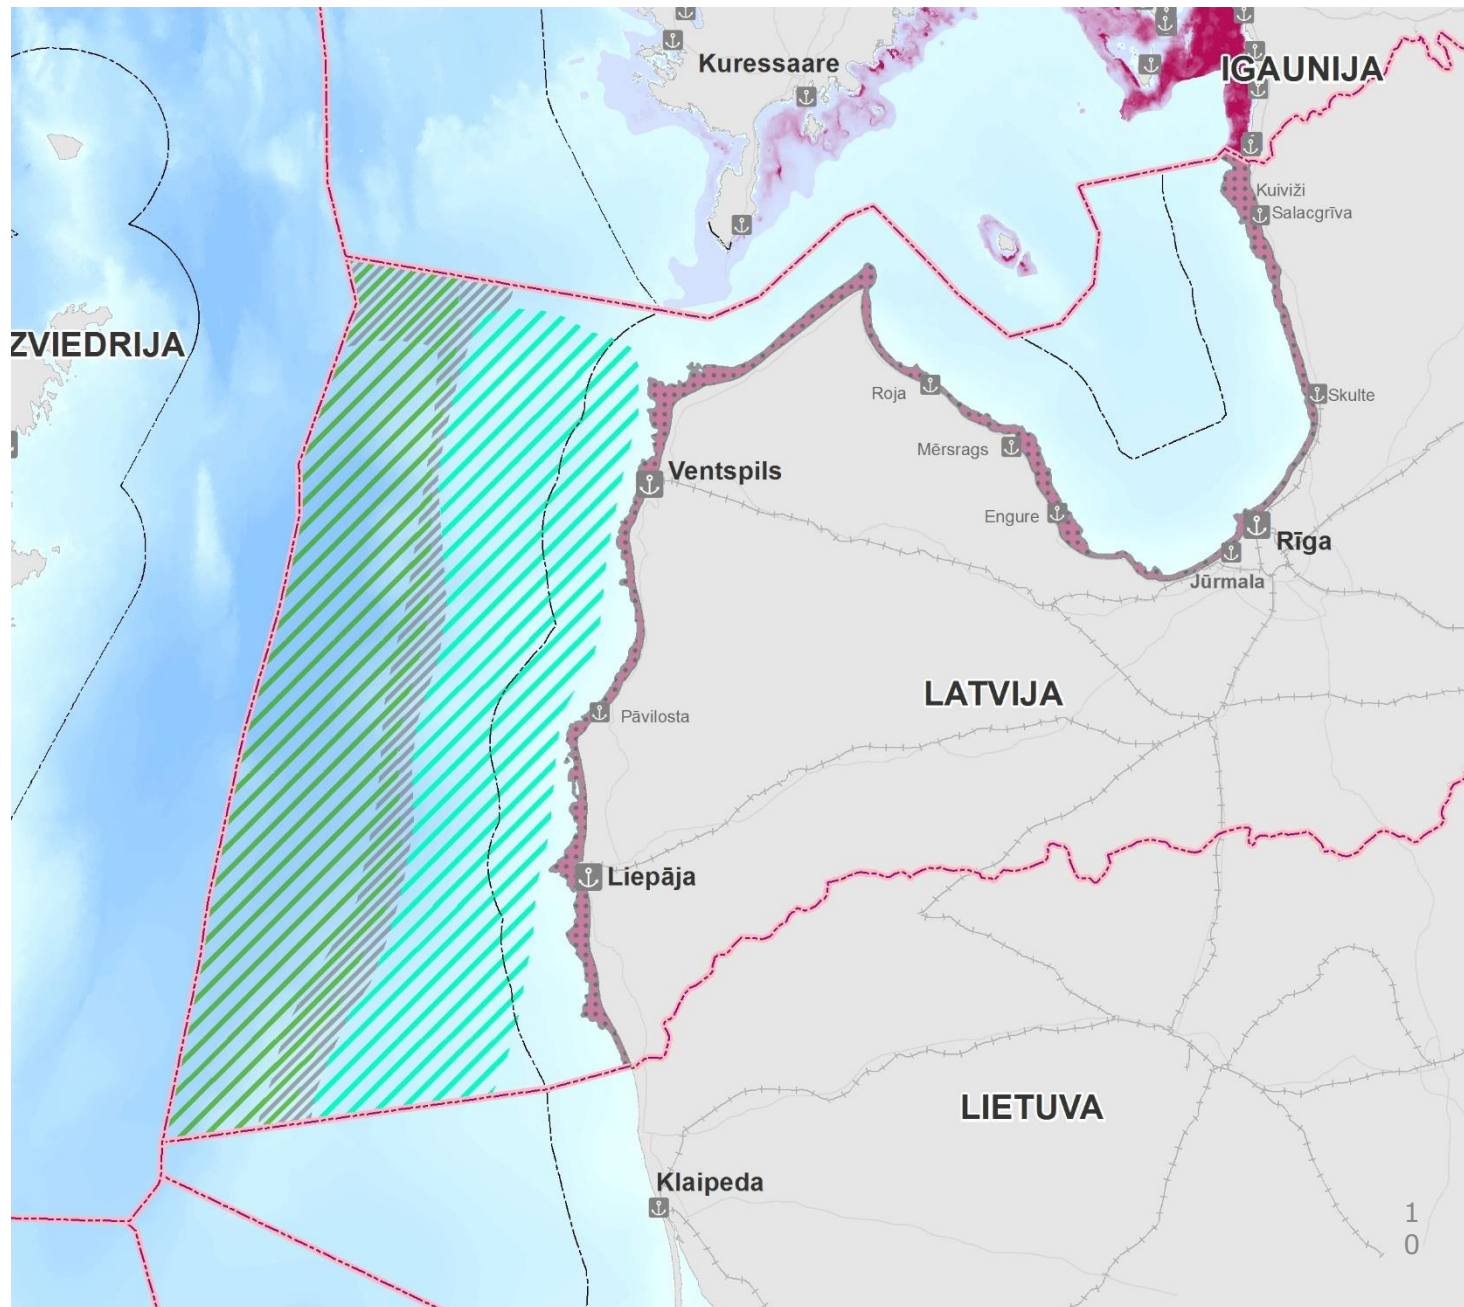 Kuressaare
IGAUNIJA
Kuiviži
Salacgrīva
ZVIEDRIJA
Roja
Skulte
Mērsrags
Ventspils
Engure
Rīga
Jūrmala
LATVIJA
Pāvilosta
Liepāja
LIETUVA
Klaipeda
1
0